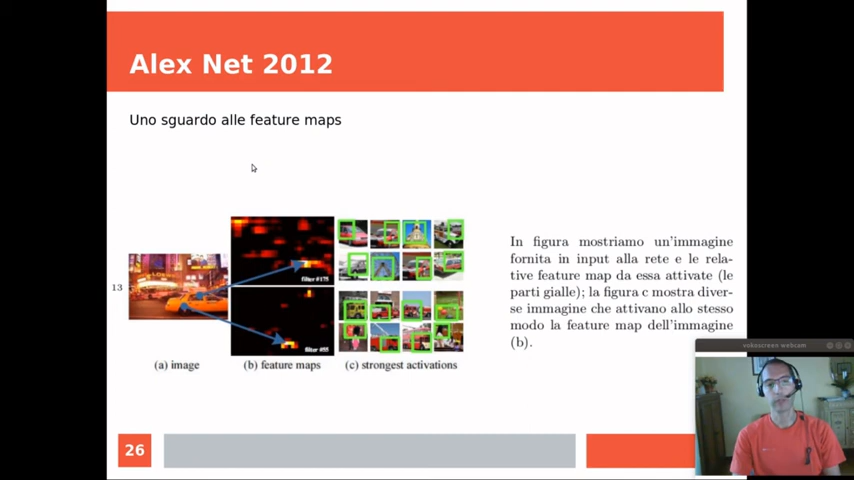 Alex Net 2012
Uno sguardo alle feature maps
13
filter #175
filter #55
(a) image
(b) feature maps
(c) strongest activations
In figura mostriamo un'immagine
fornita in input alla rete e le rela-
tive feature map da essa attivate (le
parti gialle); la figura c mostra diver-
se immagine che attivano allo stesso
modo la feature map dell'immagine
(b).
vokoscreen webcam
26